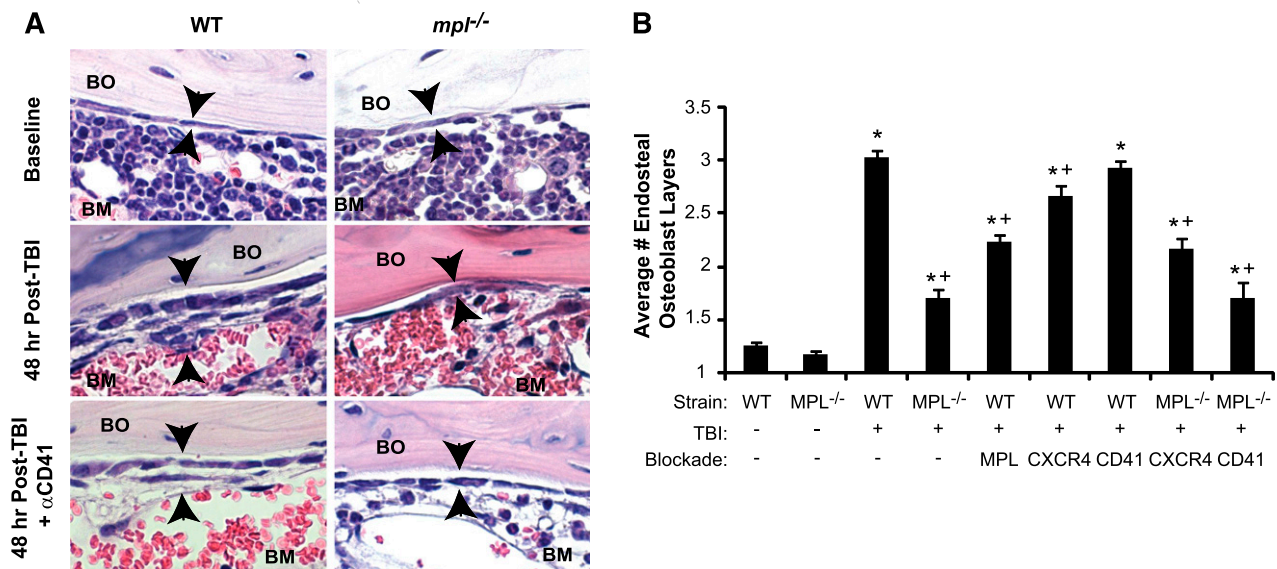 A
WT
mpl-/-
Baseline
BO
BM
BO
BM
48 hr Post-TBI
BO
BM
BO
BM
48 hr Post-TBI
+ αCD41
BO
BM
BO
BM
B
Average # Endosteal
Osteoblast Layers
3.5
3
2.5
2
1.5
1
* *+ *+ *+ * *+ *+
Strain: WT MPL-/- WT MPL-/- WT WT WT MPL-/- MPL-/-
TBI: - - + + + + + + +
Blockade: - - - - MPL CXCR4 CD41 CXCR4 CD41